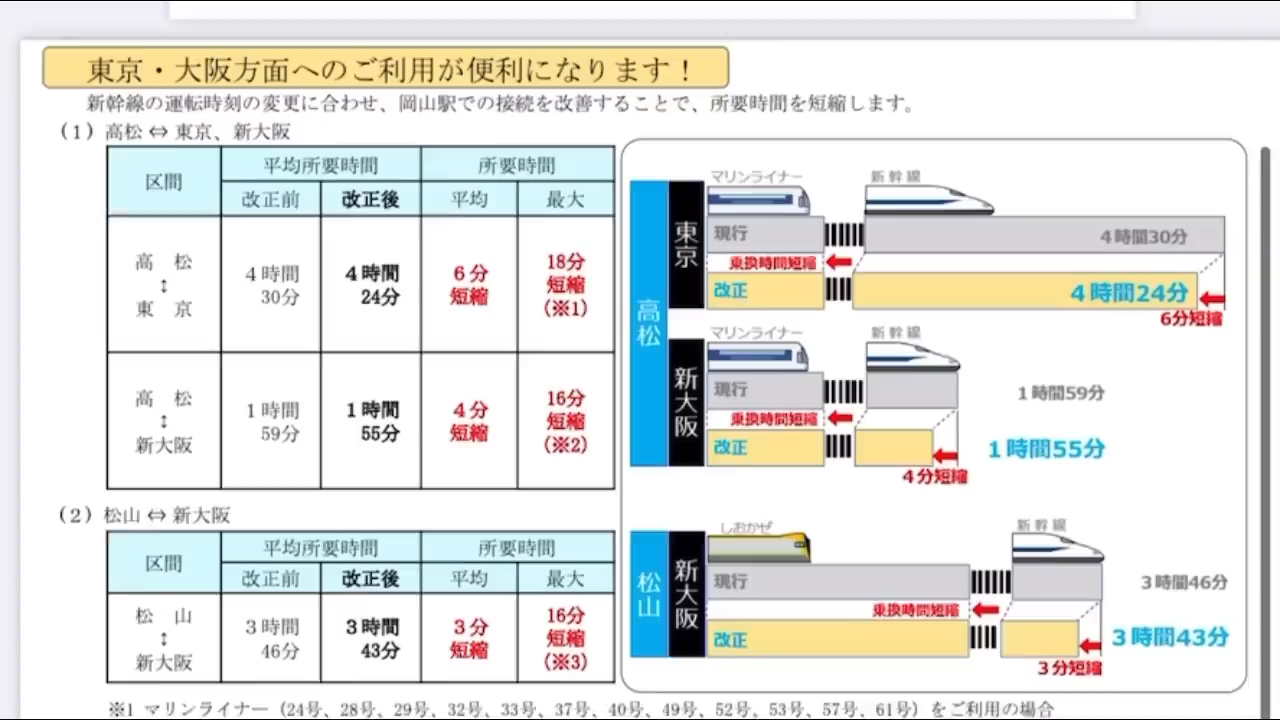 東京・大阪方面へのご利用が便利になります！
新幹線の運転時刻の変更に合わせ、岡山駅での接続を改善することで、所要時間を短縮します。
（１）高松 ⇔ 東京、新大阪
区間 平均所要時間 所要時間
改正前 改正後 平均 最大
高　松
↕
東　京
４時間
30分
４時間
24分
６分
短縮
18分
短縮
(※1)
高　松
↕
新大阪
１時間
59分
１時間
55分
４分
短縮
16分
短縮
(※2)
高松
東京
マリンライナー 新幹線
現行 ４時間30分
乗換時間短縮
改正 ４時間24分
6分短縮
新大阪
マリンライナー 新幹線
現行 １時間59分
乗換時間短縮
改正 １時間55分
４分短縮
（２）松山 ⇔ 新大阪
区間 平均所要時間 所要時間
改正前 改正後 平均 最大
松　山
↕
新大阪
３時間
46分
３時間
43分
３分
短縮
16分
短縮
(※3)
松山
新大阪
しおかぜ 新幹線
現行 ３時間46分
乗換時間短縮
改正 ３時間43分
３分短縮
※1 マリンライナー（24号、28号、29号、32号、33号、37号、40号、49号、52号、53号、57号、61号）をご利用の場合